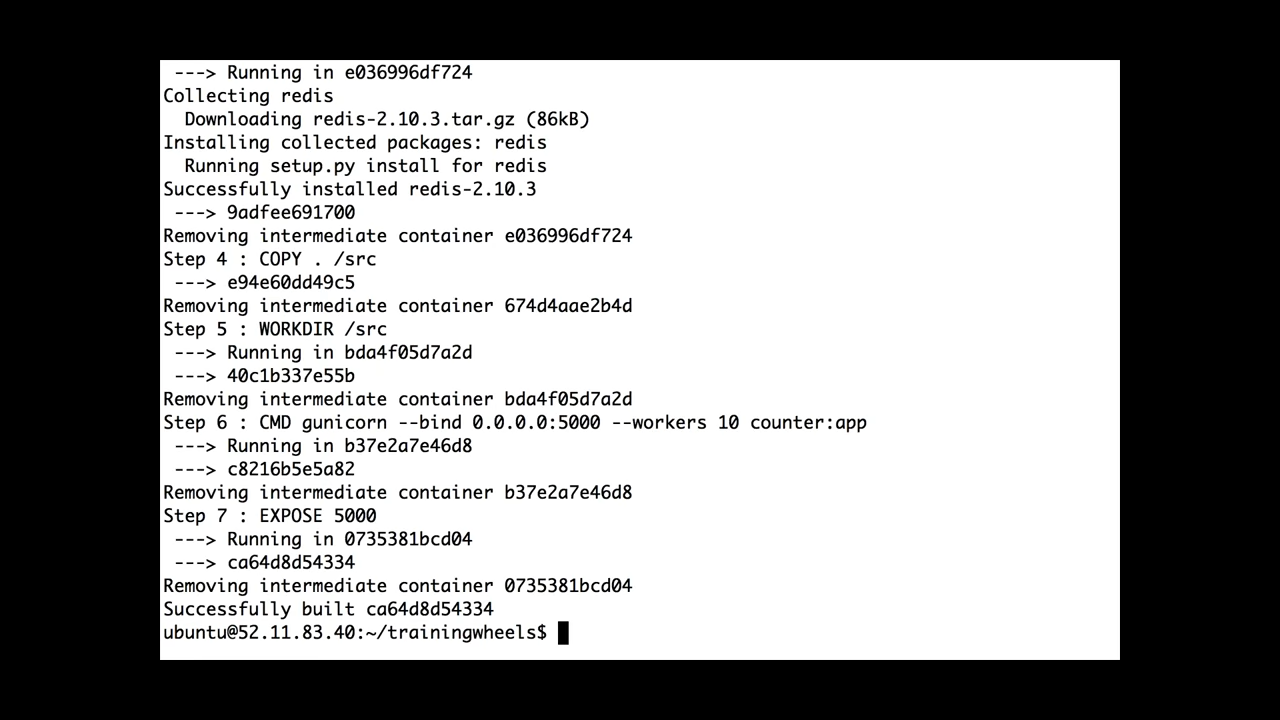 ---> Running in e036996df724
Collecting redis
Downloading redis-2.10.3.tar.gz (86kB)
Installing collected packages: redis
Running setup.py install for redis
Successfully installed redis-2.10.3
---> 9adfee691700
Removing intermediate container e036996df724
Step 4 : COPY . /src
---> e94e60dd49c5
Removing intermediate container 674d4aae2b4d
Step 5 : WORKDIR /src
---> Running in bda4f05d7a2d
---> 40c1b337e55b
Removing intermediate container bda4f05d7a2d
Step 6 : CMD gunicorn --bind 0.0.0.0:5000 --workers 10 counter:app
---> Running in b37e2a7e46d8
---> c8216b5e5a82
Removing intermediate container b37e2a7e46d8
Step 7 : EXPOSE 5000
---> Running in 0735381bcd04
---> ca64d8d54334
Removing intermediate container 0735381bcd04
Successfully built ca64d8d54334
ubuntu@52.11.83.40:~/trainingwheels$